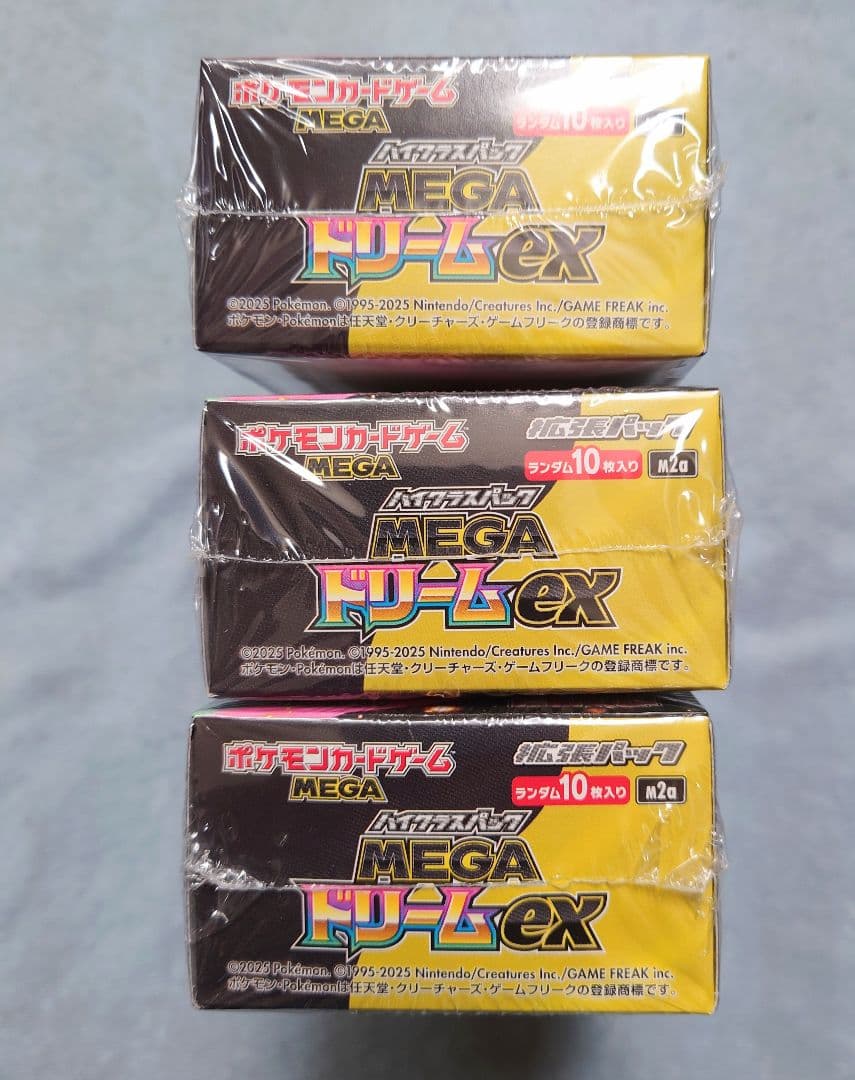 ポケモンカードゲーム
MEGA
ランダム10枚入り
ハイクラスパック
MEGA
ドリームex
©2025 Pokémon. ©1995-2025 Nintendo/Creatures Inc./GAME FREAK inc.
ポケモン・Pokémonは任天堂・クリーチャーズ・ゲームフリークの登録商標です。
ポケモンカードゲーム
MEGA
拡張パック
ランダム10枚入り M2a
ハイクラスパック
MEGA
ドリームex
©2025 Pokémon. ©1995-2025 Nintendo/Creatures Inc./GAME FREAK inc.
ポケモン・Pokémonは任天堂・クリーチャーズ・ゲームフリークの登録商標です。
ポケモンカードゲーム
MEGA
拡張パック
ランダム10枚入り M2a
ハイクラスパック
MEGA
ドリームex
©2025 Pokémon. ©1995-2025 Nintendo/Creatures Inc./GAME FREAK inc.
ポケモン・Pokémonは任天堂・クリーチャーズ・ゲームフリークの登録商標です。